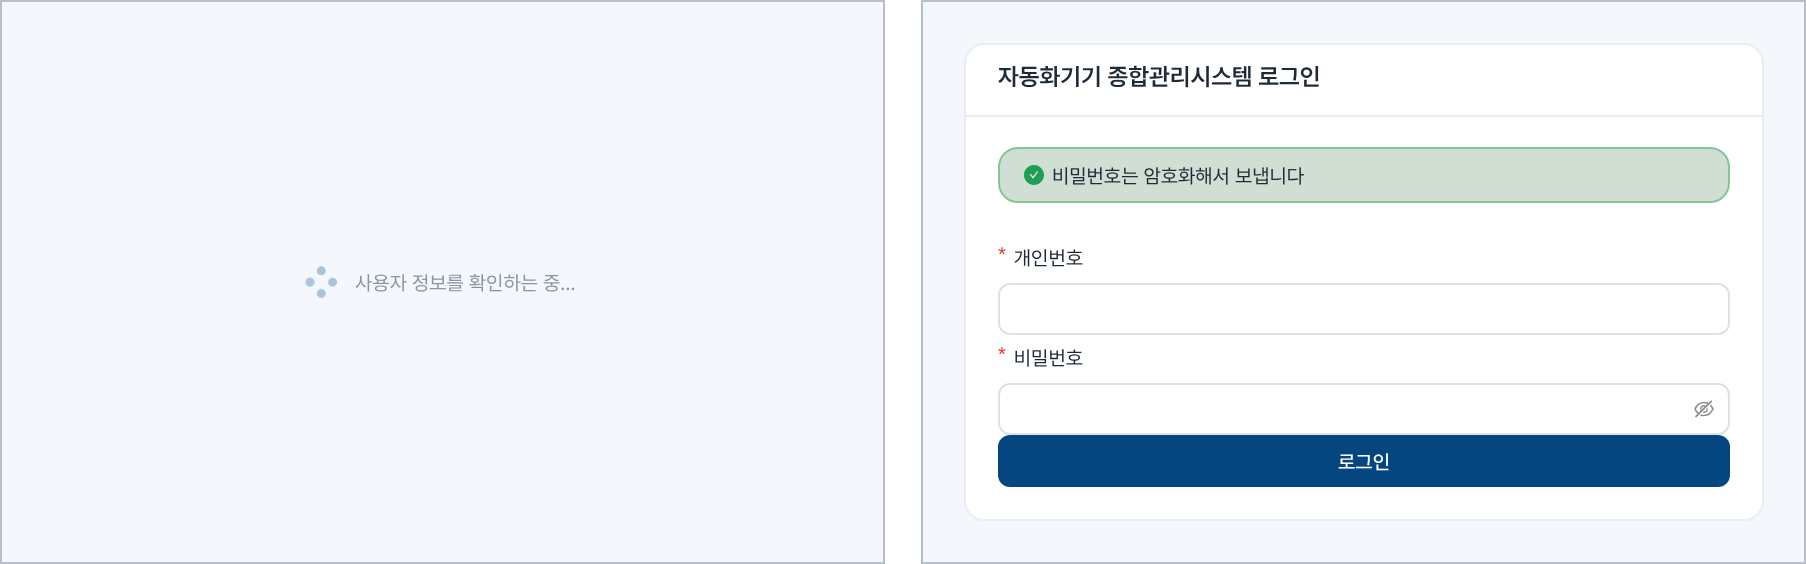 사용자 정보를 확인하는 중...
자동화기기 종합관리시스템 로그인
비밀번호는 암호화해서 보냅니다
* 개인번호
* 비밀번호
로그인